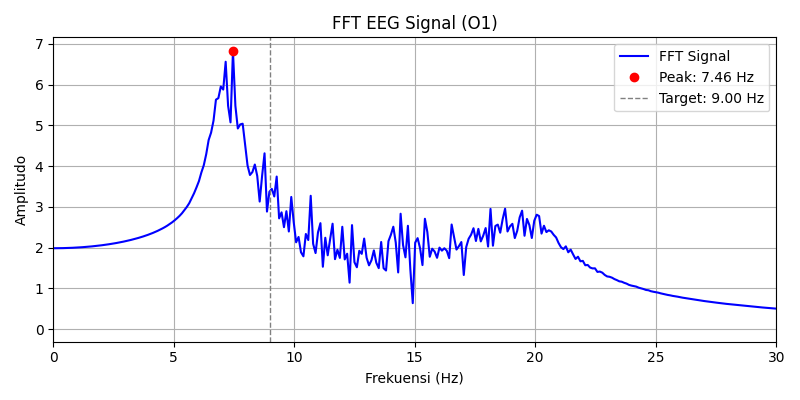 FFT EEG Signal (O1)
7
6
5
4
3
2
1
0
Amplitudo
FFT Signal
Peak: 7.46 Hz
Target: 9.00 Hz
0 5 10 15 20 25 30
Frekuensi (Hz)